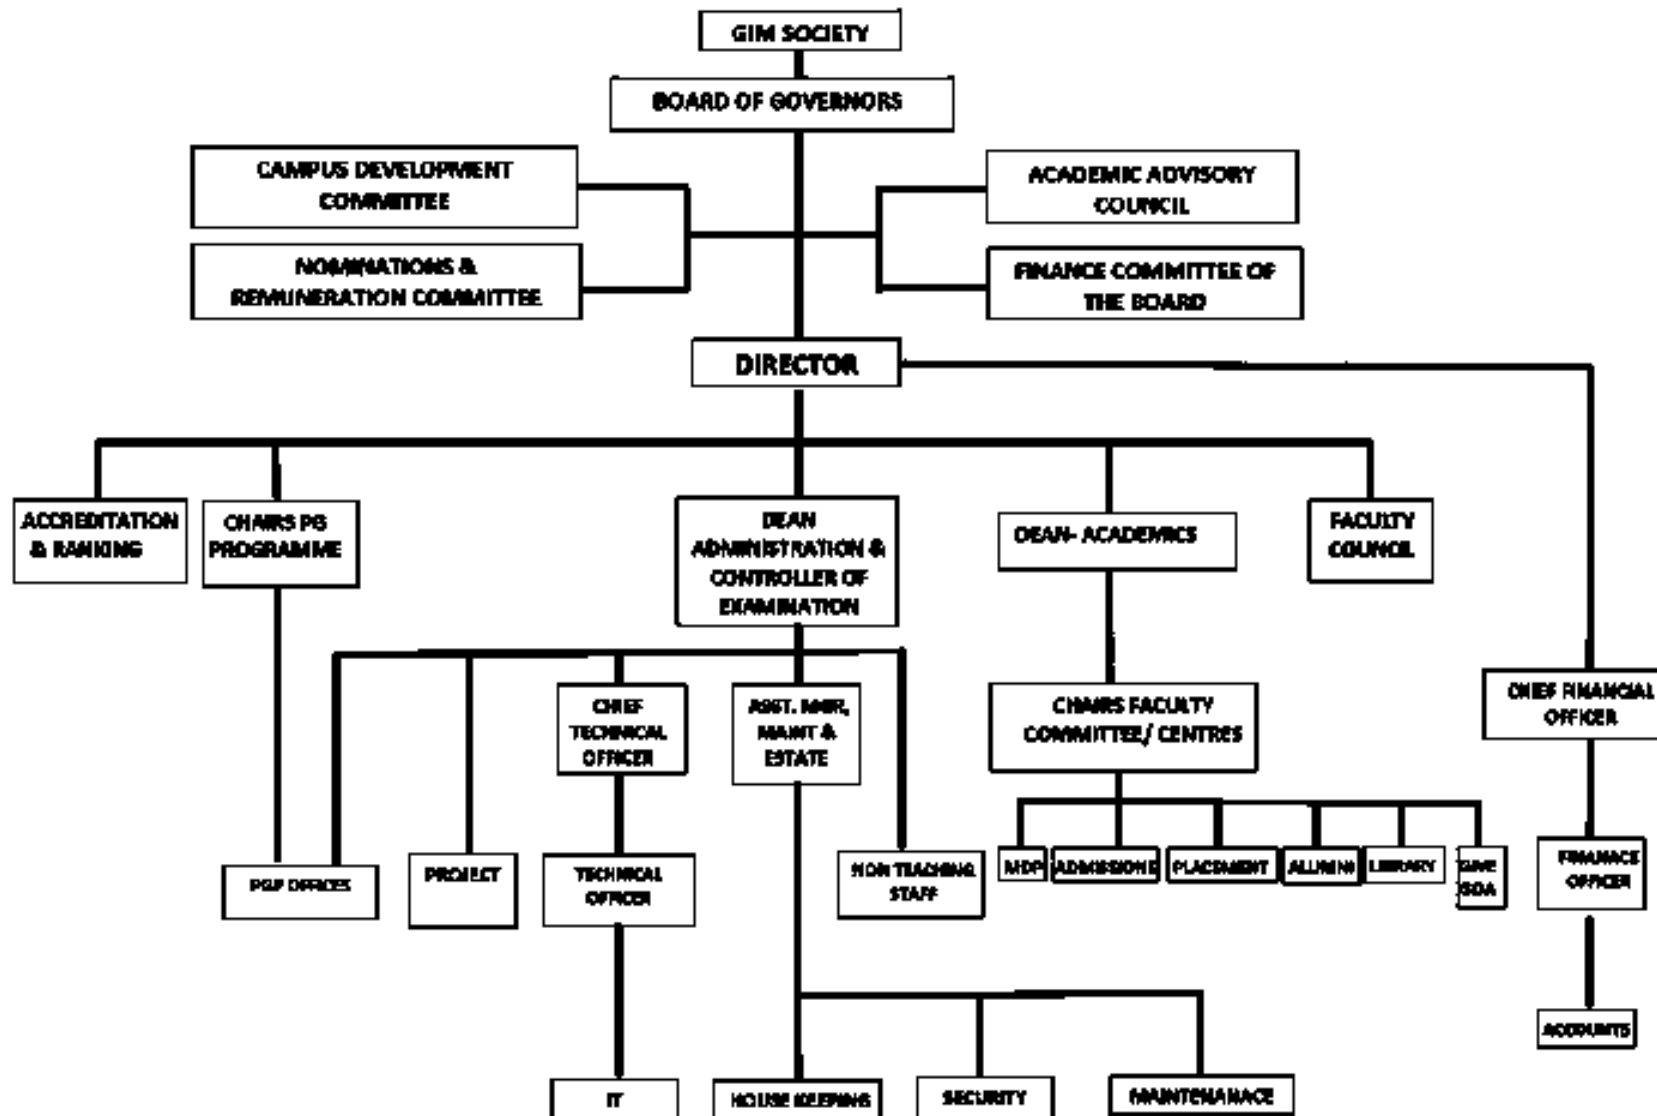 GIM SOCIETY
BOARD OF GOVERNORS
CAMPUS DEVELOPMENT
COMMITTEE
ACADEMIC ADVISORY
COUNCIL
NOMINATIONS &
REMUNERATION COMMITTEE
FINANCE COMMITTEE OF
THE BOARD
DIRECTOR
ACCREDITATION
& RANKING
CHAIRS PG
PROGRAMME
DEAN
ADMINISTRATION &
CONTROLLER OF
EXAMINATION
DEAN- ACADEMICS
FACULTY
COUNCIL
CHIEF
TECHNICAL
OFFICER
ASST. MGR,
MAINT &
ESTATE
CHAIRS FACULTY
COMMITTEE/ CENTRES
CHIEF FINANCIAL
OFFICER
PGP OFFICES
PROJECT
TECHNICAL
OFFICER
NON TEACHING
STAFF
MDP
ADMISSIONS
PLACEMENT
ALUMNI
LIBRARY
FINANACE
OFFICER
ACCOUNTS
IT
HOUSE KEEPING
SECURITY
MAINTENANACE